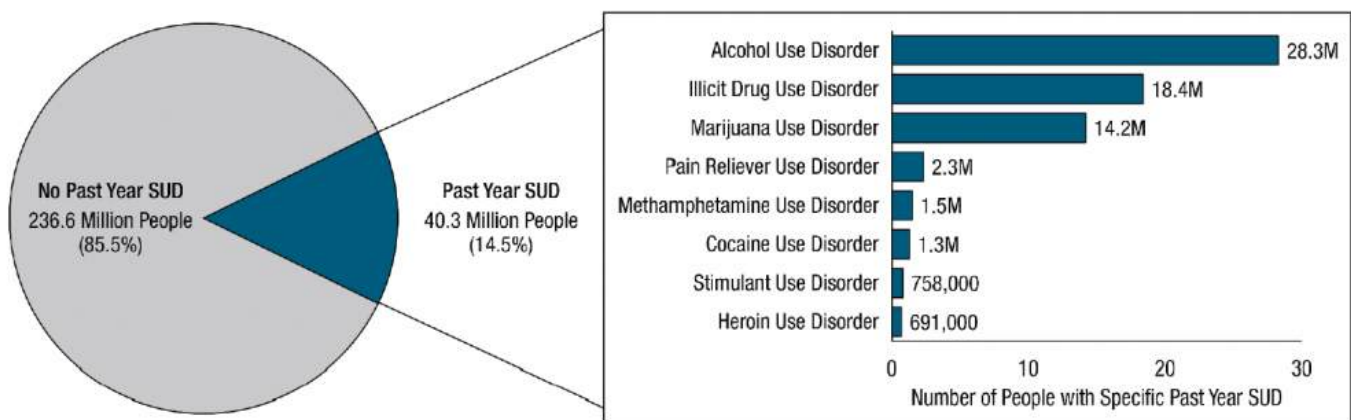 No Past Year SUD
236.6 Million People
(85.5%)
Past Year SUD
40.3 Million People
(14.5%)
Alcohol Use Disorder 28.3M
Illicit Drug Use Disorder 18.4M
Marijuana Use Disorder 14.2M
Pain Reliever Use Disorder 2.3M
Methamphetamine Use Disorder 1.5M
Cocaine Use Disorder 1.3M
Stimulant Use Disorder 758,000
Heroin Use Disorder 691,000
0 10 20 30
Number of People with Specific Past Year SUD